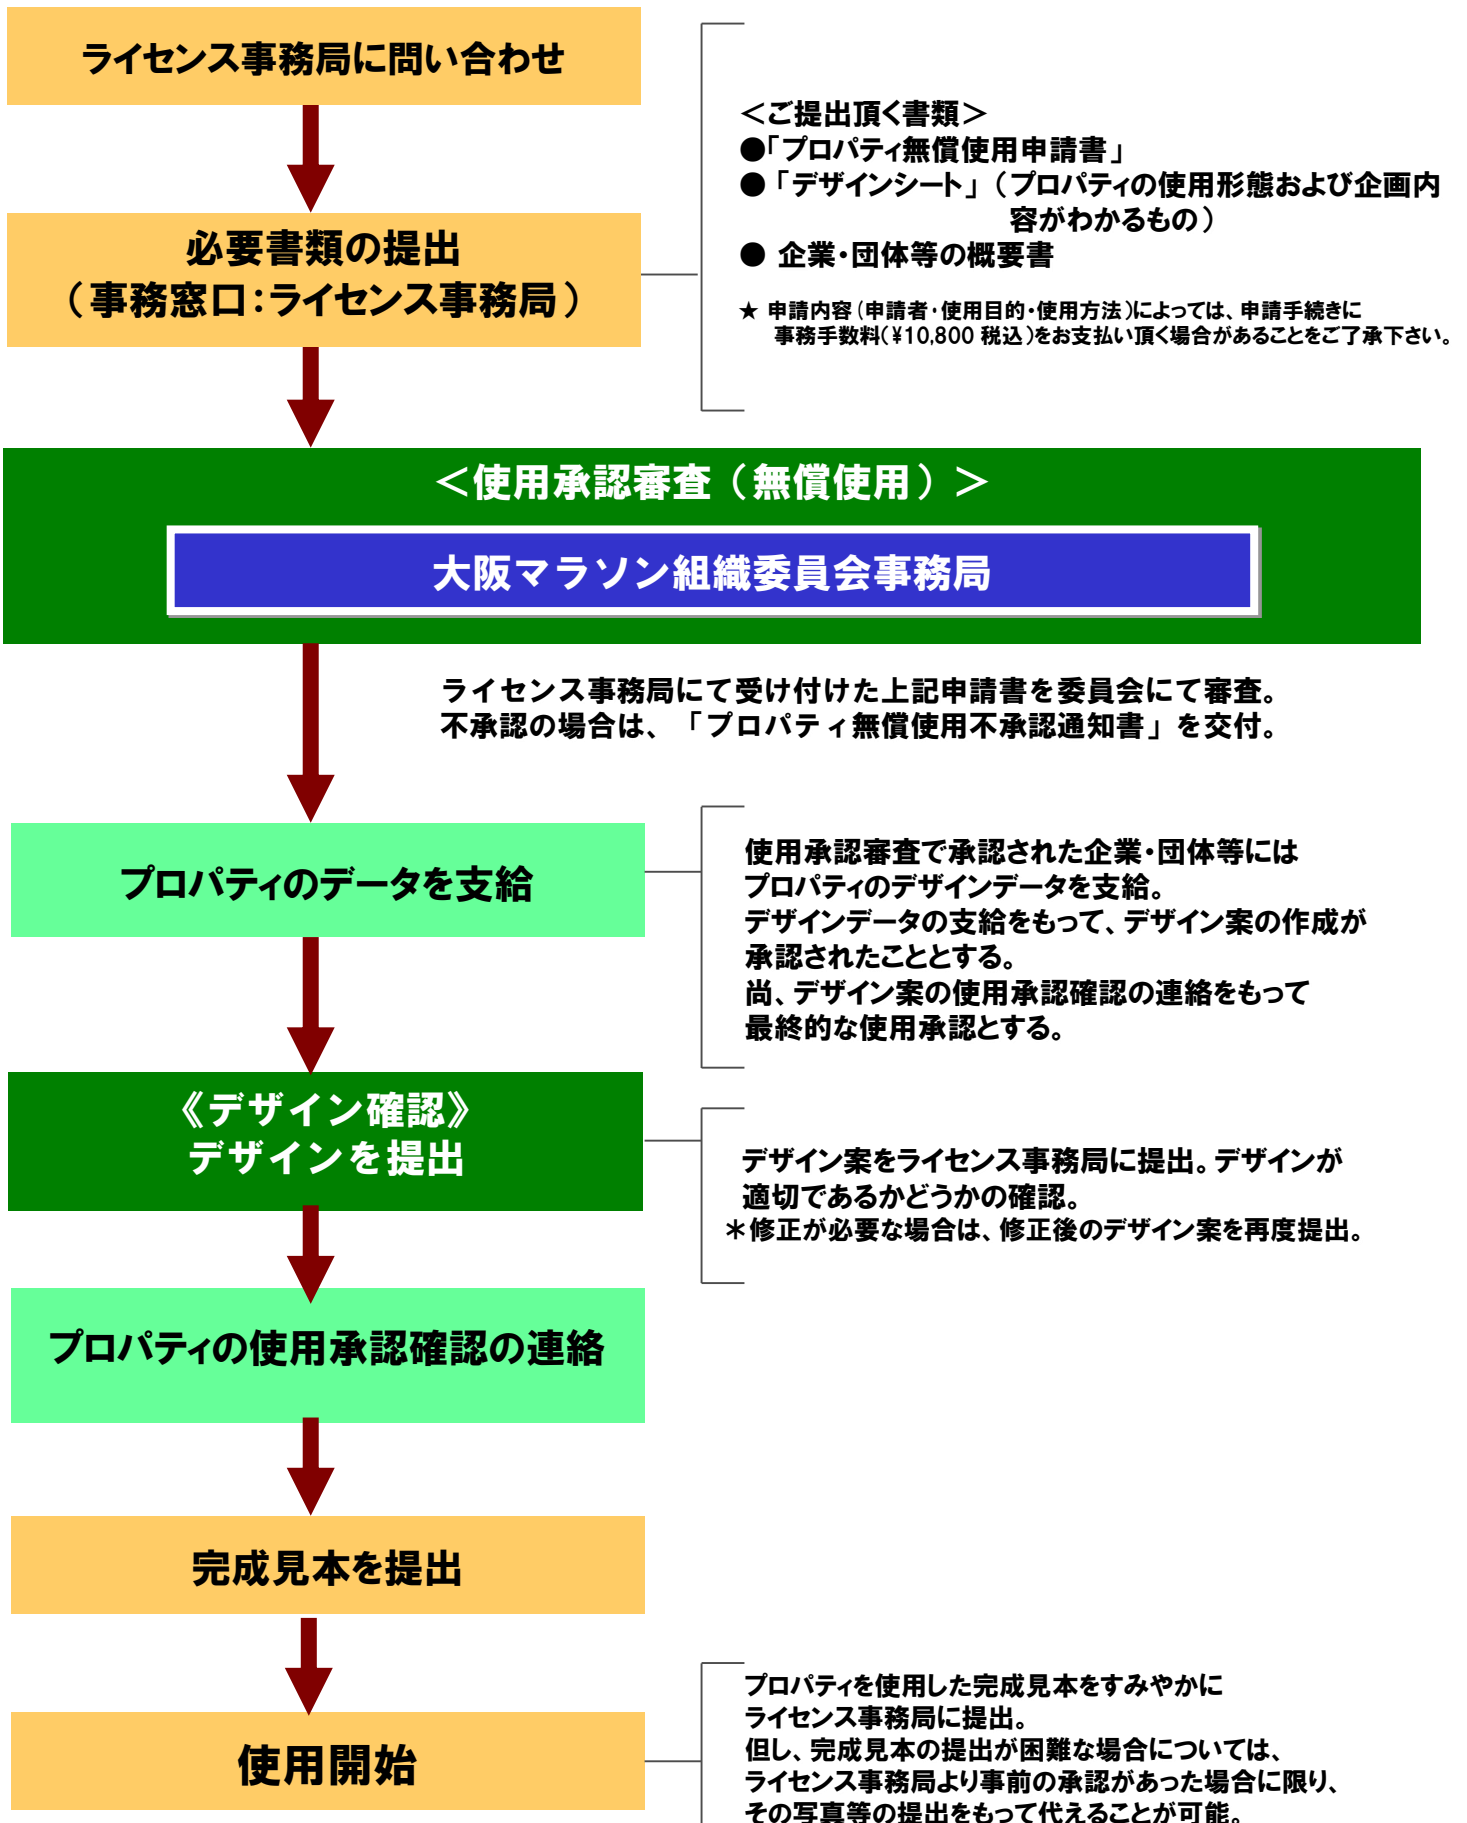 ライセンス事務局に問い合わせ
必要書類の提出
（事務窓口：ライセンス事務局）
＜ご提出頂く書類＞
●「プロパティ無償使用申請書」
●「デザインシート」（プロパティの使用形態および企画内
容がわかるもの）
● 企業・団体等の概要書
★ 申請内容（申請者・使用目的・使用方法）によっては、申請手続きに
事務手数料（¥10,800 税込）をお支払い頂く場合があることをご了承下さい。
＜使用承認審査（無償使用）＞
大阪マラソン組織委員会事務局
ライセンス事務局にて受け付けた上記申請書を委員会にて審査。
不承認の場合は、「プロパティ無償使用不承認通知書」を交付。
プロパティのデータを支給
使用承認審査で承認された企業・団体等には
プロパティのデザインデータを支給。
デザインデータの支給をもって、デザイン案の作成が
承認されたこととする。
尚、デザイン案の使用承認確認の連絡をもって
最終的な使用承認とする。
《デザイン確認》
デザインを提出
デザイン案をライセンス事務局に提出。デザインが
適切であるかどうかの確認。
＊修正が必要な場合は、修正後のデザイン案を再度提出。
プロパティの使用承認確認の連絡
完成見本を提出
使用開始
プロパティを使用した完成見本をすみやかに
ライセンス事務局に提出。
但し、完成見本の提出が困難な場合については、
ライセンス事務局より事前の承認があった場合に限り、
その写真等の提出をもって代えることが可能。